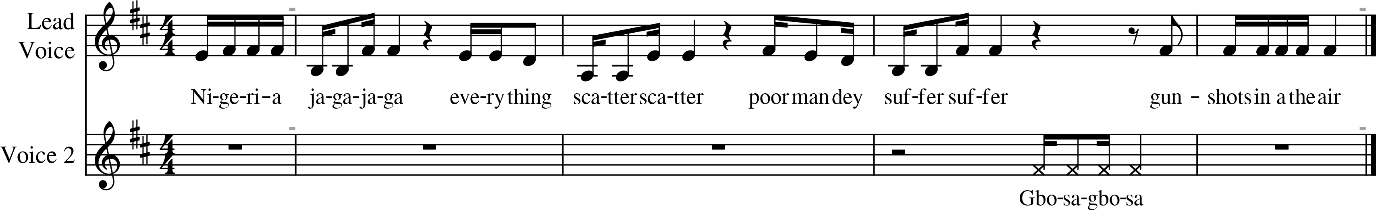 Lead
Voice
Ni-ge-ri-a ja-ga-ja-ga eve-ry thing sca-tter sca-tter poor man dey suf-fer suf-fer gun - shots in a the air
Voice 2
Gbo-sa-gbo-sa